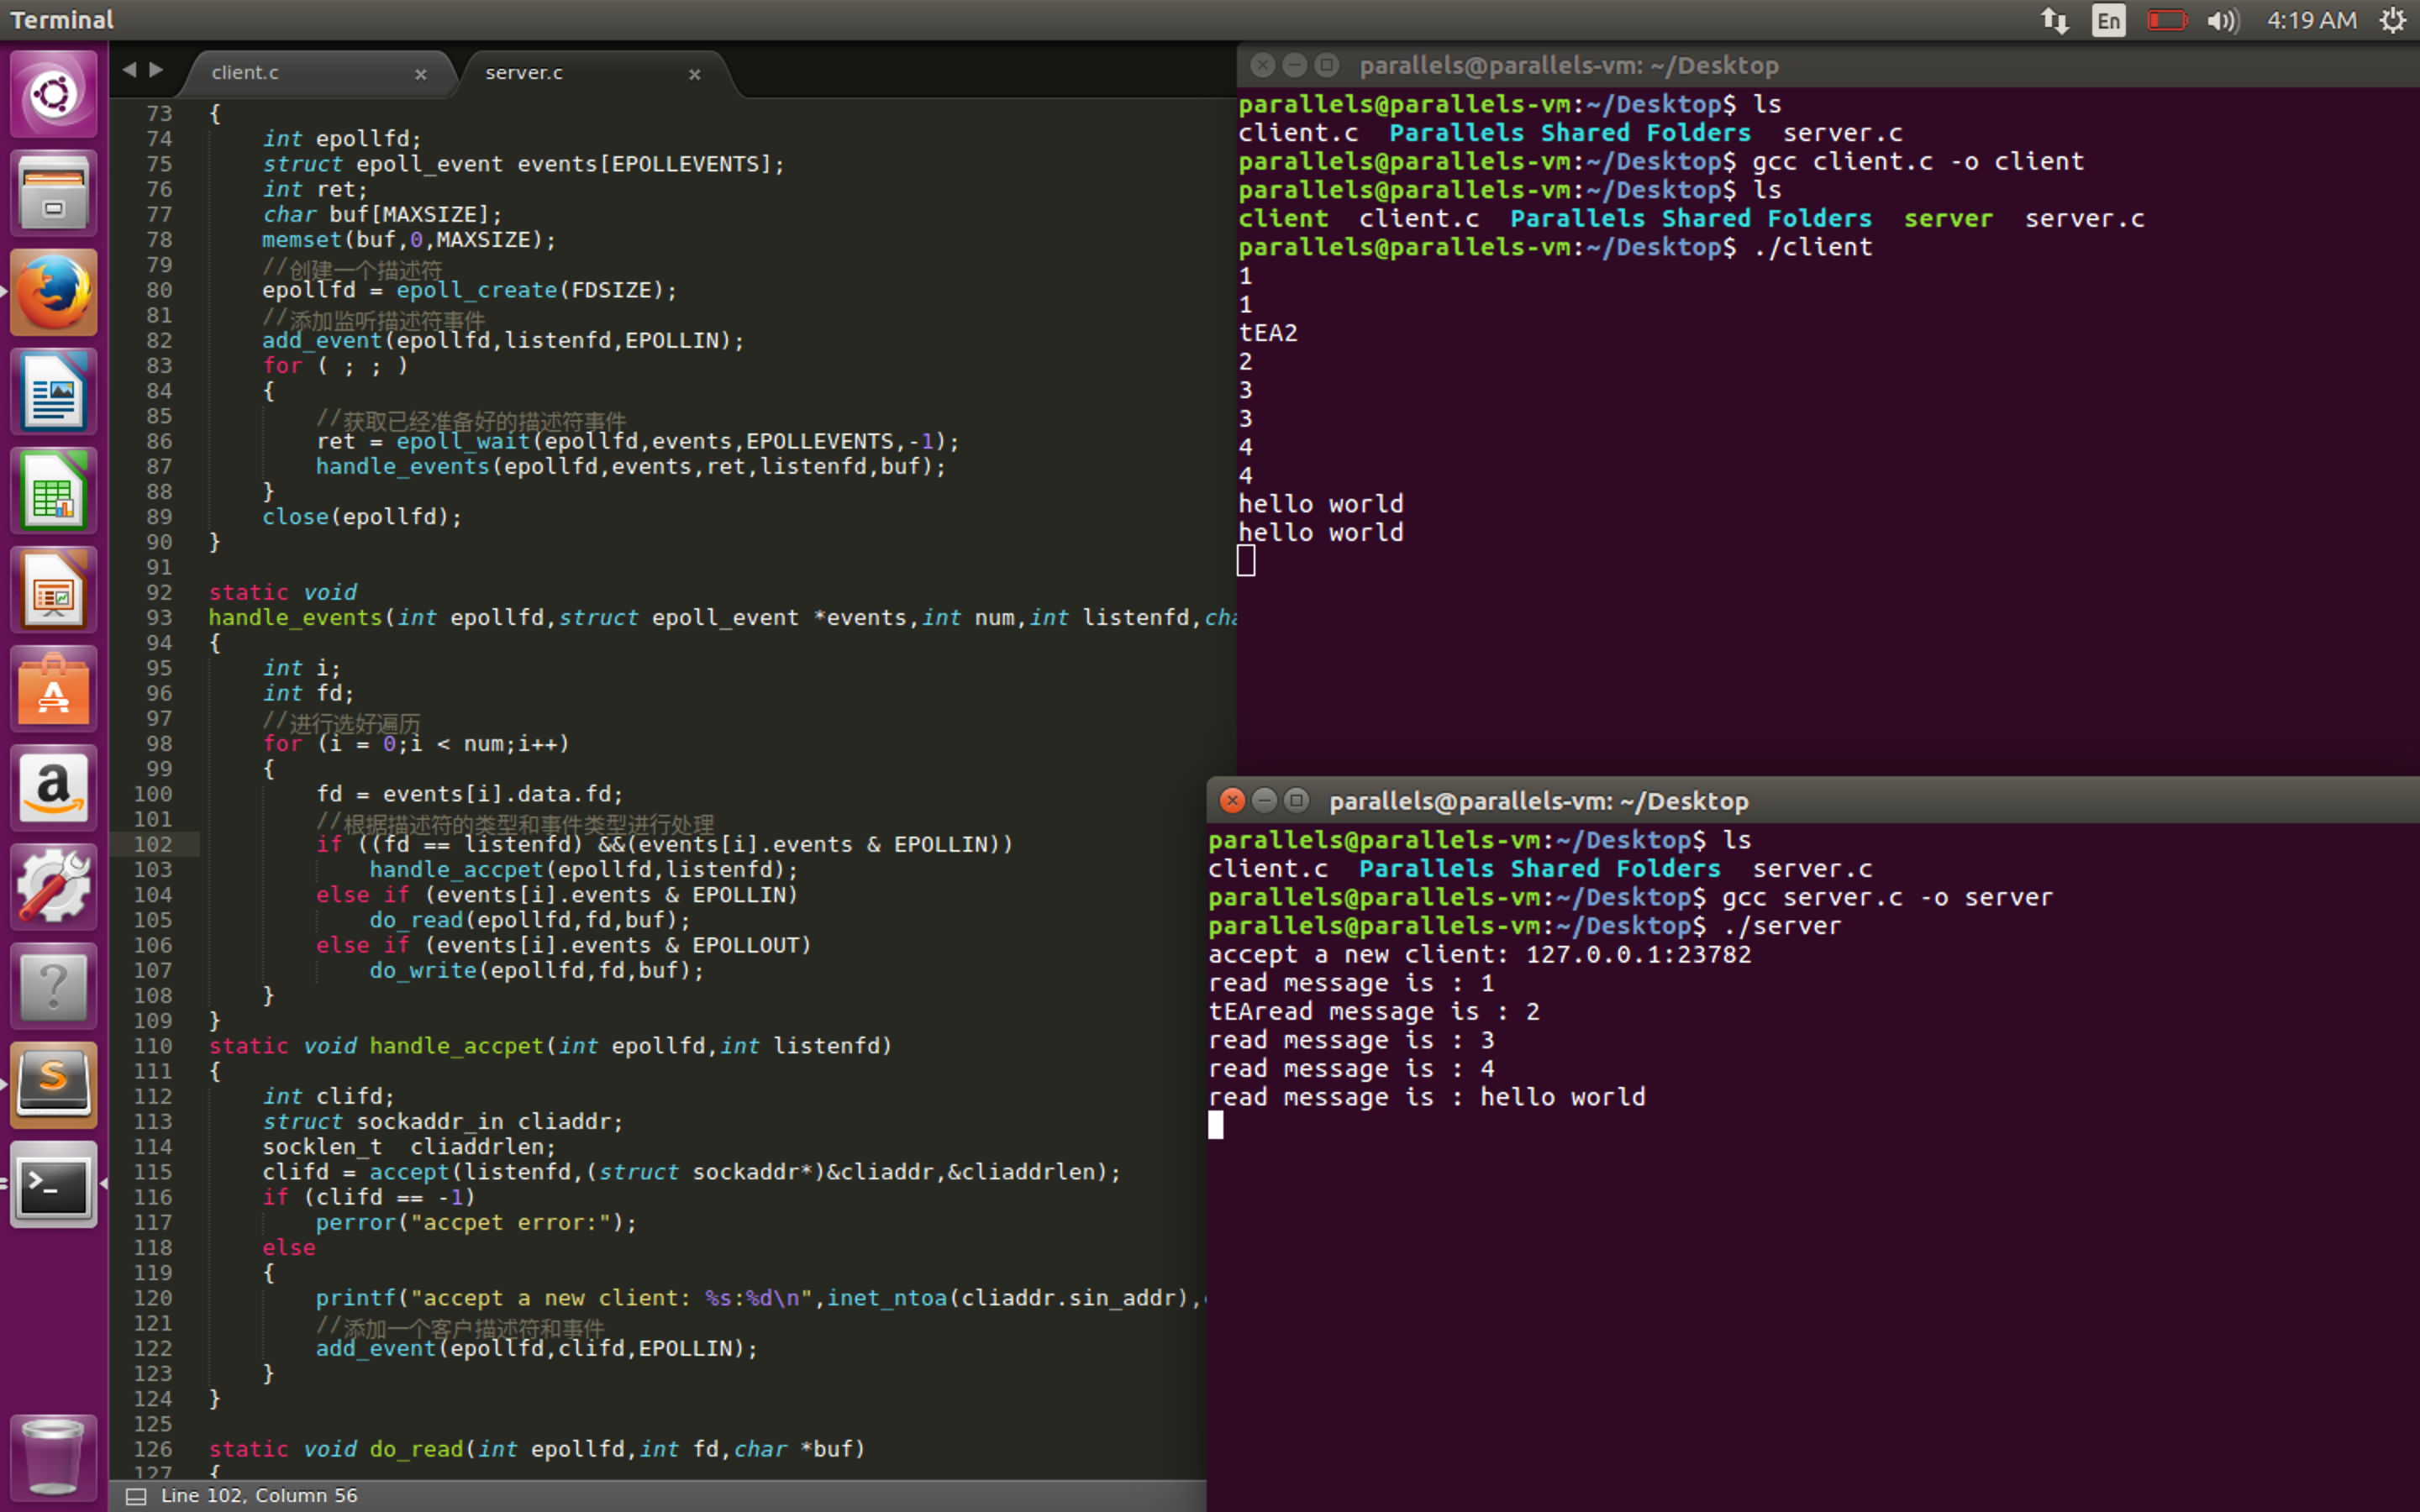 Terminal
En
4:19 AM
client.c
server.c
73 {
74 int epollfd;
75 struct epoll_event events[EPOLLEVENTS];
76 int ret;
77 char buf[MAXSIZE];
78 memset(buf,0,MAXSIZE);
79 //创建一个描述符
80 epollfd = epoll_create(FDSIZE);
81 //添加监听描述符事件
82 add_event(epollfd,listenfd,EPOLLIN);
83 for ( ; ; )
84 {
85 //获取已经准备好的描述符事件
86 ret = epoll_wait(epollfd,events,EPOLLEVENTS,-1);
87 handle_events(epollfd,events,ret,listenfd,buf);
88 }
89 close(epollfd);
90 }
91
92 static void
93 handle_events(int epollfd,struct epoll_event *events,int num,int listenfd,cha
94 {
95 int i;
96 int fd;
97 //进行选好遍历
98 for (i = 0;i < num;i++)
99 {
100 fd = events[i].data.fd;
101 //根据描述符的类型和事件类型进行处理
102 if ((fd == listenfd) &&(events[i].events & EPOLLIN))
103 handle_accpet(epollfd,listenfd);
104 else if (events[i].events & EPOLLIN)
105 do_read(epollfd,fd,buf);
106 else if (events[i].events & EPOLLOUT)
107 do_write(epollfd,fd,buf);
108 }
109 }
110 static void handle_accpet(int epollfd,int listenfd)
111 {
112 int clifd;
113 struct sockaddr_in cliaddr;
114 socklen_t  cliaddrlen;
115 clifd = accept(listenfd,(struct sockaddr*)&cliaddr,&cliaddrlen);
116 if (clifd == -1)
117 perror("accpet error:");
118 else
119 {
120 printf("accept a new client: %s:%d\n",inet_ntoa(cliaddr.sin_addr),
121 //添加一个客户描述符和事件
122 add_event(epollfd,clifd,EPOLLIN);
123 }
124 }
125
126 static void do_read(int epollfd,int fd,char *buf)
127 {
Line 102, Column 56
parallels@parallels-vm: ~/Desktop
parallels@parallels-vm:~/Desktop$ ls
client.c  Parallels Shared Folders  server.c
parallels@parallels-vm:~/Desktop$ gcc client.c -o client
parallels@parallels-vm:~/Desktop$ ls
client  client.c  Parallels Shared Folders  server  server.c
parallels@parallels-vm:~/Desktop$ ./client
1
1
tEA2
2
3
3
4
4
hello world
hello world
parallels@parallels-vm: ~/Desktop
parallels@parallels-vm:~/Desktop$ ls
client.c  Parallels Shared Folders  server.c
parallels@parallels-vm:~/Desktop$ gcc server.c -o server
parallels@parallels-vm:~/Desktop$ ./server
accept a new client: 127.0.0.1:23782
read message is : 1
tEAread message is : 2
read message is : 3
read message is : 4
read message is : hello world